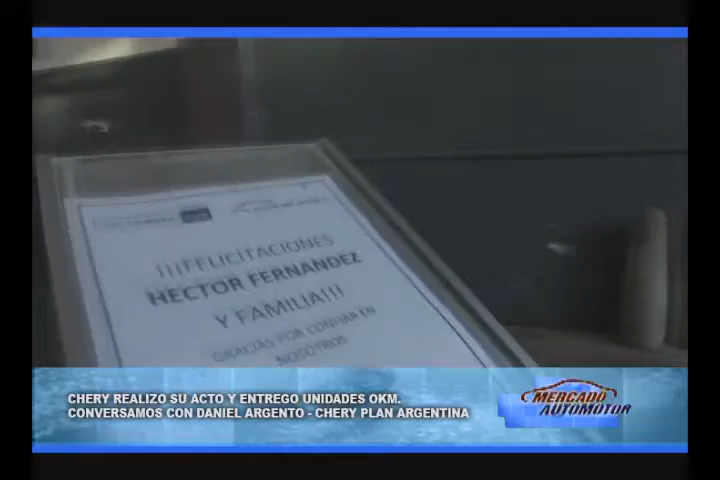 ¡¡¡FELICITACIONES
HECTOR FERNANDEZ
Y FAMILIA!!!
GRACIAS POR CONFIAR EN
NOSOTROS
CHERY REALIZO SU ACTO Y ENTREGO UNIDADES OKM.
CONVERSAMOS CON DANIEL ARGENTO - CHERY PLAN ARGENTINA
MERCADO
AUTOMOTOR